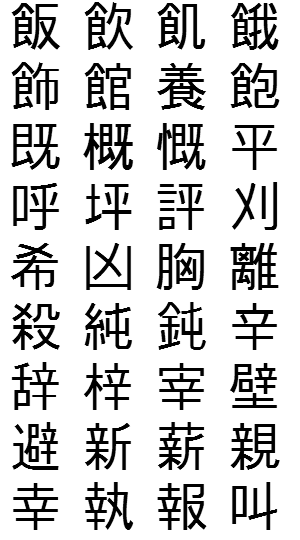 飯 飲 飢 餓
飾 館 養 飽
既 概 慨 平
呼 坪 評 刈
希 凶 胸 離
殺 純 鈍 辛
辞 梓 宰 壁
避 新 薪 親
幸 執 報 叫